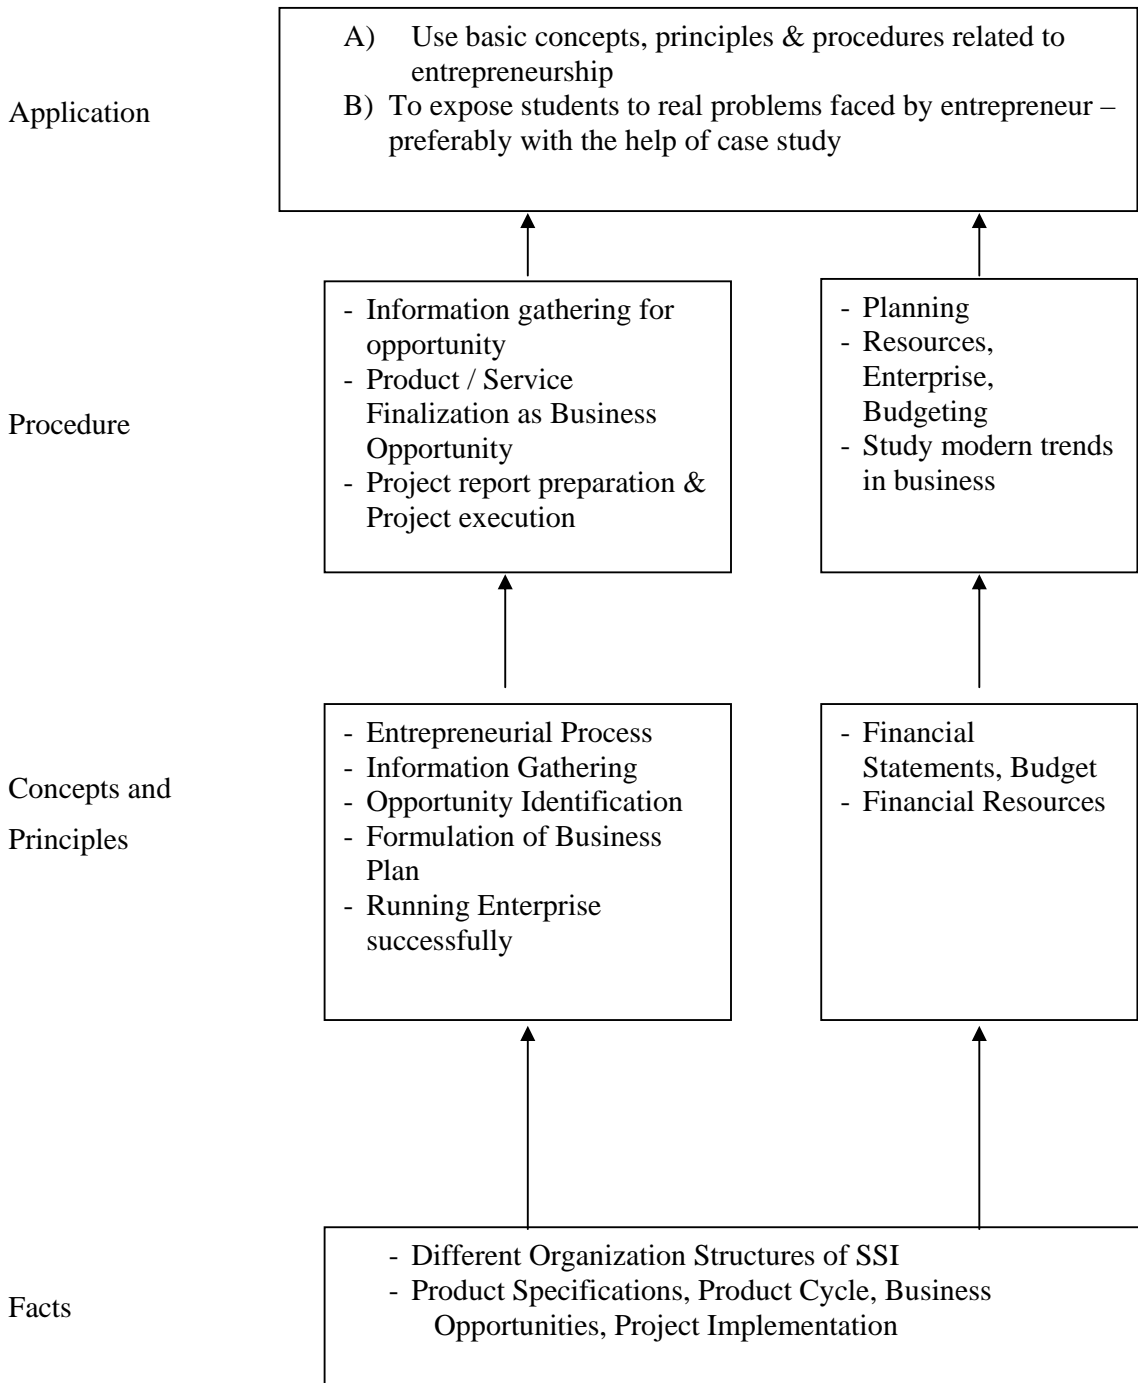 A) Use basic concepts, principles & procedures related to
entrepreneurship
B) To expose students to real problems faced by entrepreneur –
preferably with the help of case study
Application
- Information gathering for
opportunity
- Product / Service
Finalization as Business
Opportunity
- Project report preparation &
Project execution
- Planning
- Resources,
Enterprise,
Budgeting
- Study modern trends
in business
Procedure
- Entrepreneurial Process
- Information Gathering
- Opportunity Identification
- Formulation of Business
Plan
- Running Enterprise
successfully
- Financial
Statements, Budget
- Financial Resources
Concepts and
Principles
- Different Organization Structures of SSI
- Product Specifications, Product Cycle, Business
Opportunities, Project Implementation
Facts